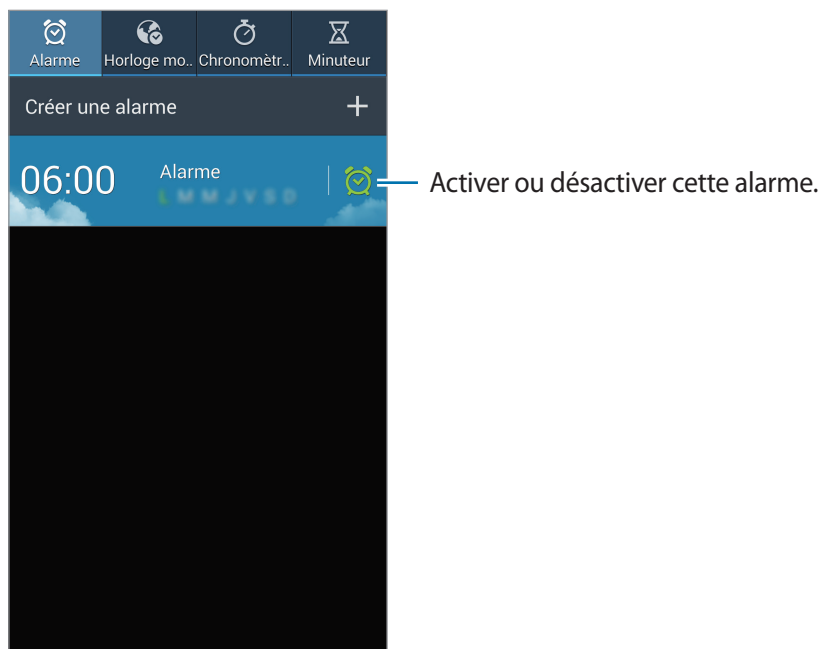 Alarme Horloge mo.. Chronomètr.. Minuteur
Créer une alarme
06:00 Alarme
L M M J V S D
Activer ou désactiver cette alarme.